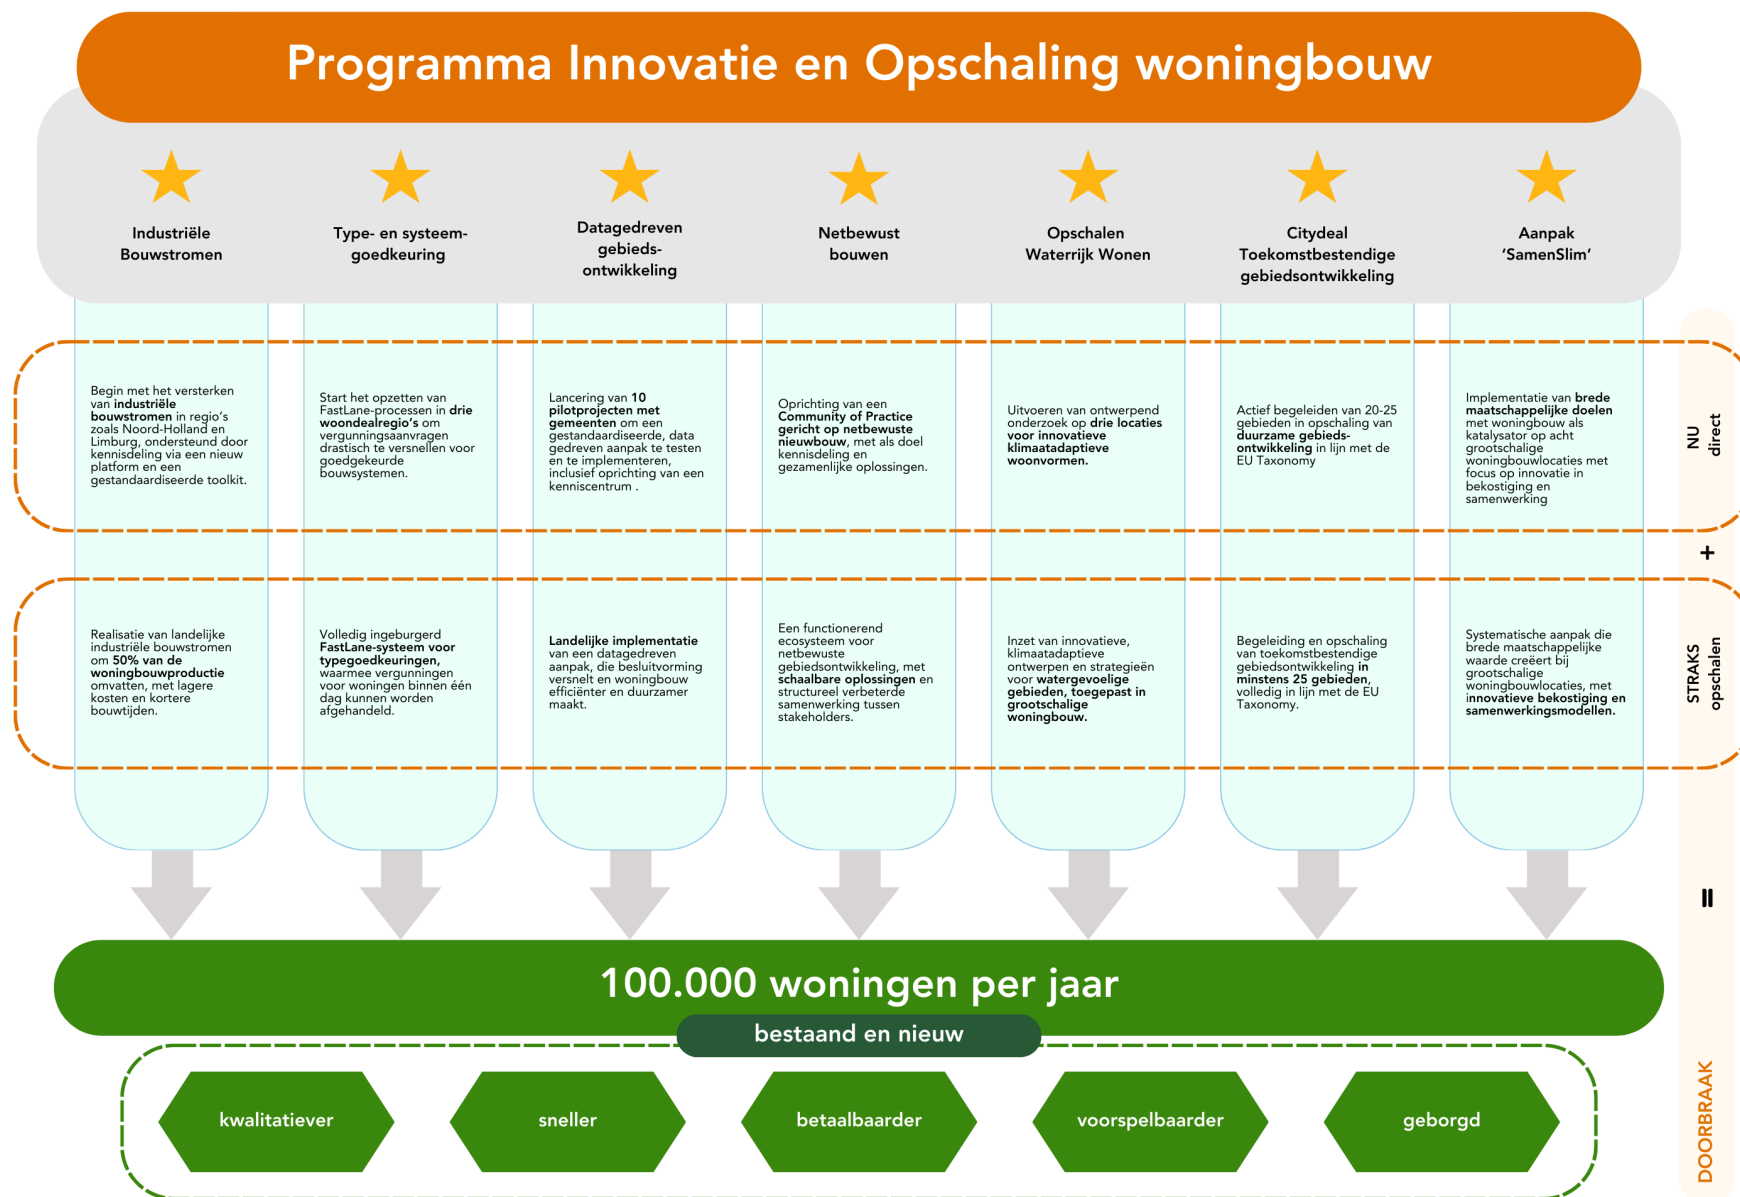 Programma Innovatie en Opschaling woningbouw
Industriële
Bouwstromen
Type- en systeem-
goedkeuring
Datagedreven
gebieds-
ontwikkeling
Netbewust
bouwen
Opschalen
Waterrijk Wonen
Citydeal
Toekomstbestendige
gebiedsontwikkeling
Aanpak
‘SamenSlim’
Begin met het versterken
van industriële
bouwstromen in regio’s
zoals Noord-Holland en
Limburg, ondersteund door
kennisdeling via een nieuw
platform en een
gestandaardiseerde toolkit.
Start het opzetten van
FastLane-processen in drie
woondealregio’s om
vergunningsaanvragen
drastisch te versnellen voor
goedgekeurde
bouwsystemen.
Lancering van 10
pilotprojecten met
gemeenten om een
gestandaardiseerde, data
gedreven aanpak te testen
en te implementeren,
inclusief oprichting van een
kenniscentrum .
Oprichting van een
Community of Practice
gericht op netbewuste
nieuwbouw, met als doel
kennisdeling en
gezamenlijke oplossingen.
Uitvoeren van ontwerpend
onderzoek op drie locaties
voor innovatieve
klimaatadaptieve
woonvormen.
Actief begeleiden van 20-25
gebieden in opschaling van
duurzame gebieds-
ontwikkeling in lijn met de
EU Taxonomy
Implementatie van brede
maatschappelijke doelen
met woningbouw als
katalysator op acht
grootschalige
woningbouwlocaties met
focus op innovatie in
bekostiging en
samenwerking
NU
direct
+
Realisatie van landelijke
industriële bouwstromen
om 50% van de
woningbouwproductie
omvatten, met lagere
kosten en kortere
bouwtijden.
Volledig ingeburgerd
FastLane-systeem voor
typegoedkeuringen,
waarmee vergunningen
voor woningen binnen één
dag kunnen worden
afgehandeld.
Landelijke implementatie
van een datagedreven
aanpak, die besluitvorming
versnelt en woningbouw
efficiënter en duurzamer
maakt.
Een functionerend
ecosysteem voor
netbewuste
gebiedsontwikkeling, met
schaalbare oplossingen en
structureel verbeterde
samenwerking tussen
stakeholders.
Inzet van innovatieve,
klimaatadaptieve
ontwerpen en strategieën
voor watergevoelige
gebieden, toegepast in
grootschalige
woningbouw.
Begeleiding en opschaling
van toekomstbestendige
gebiedsontwikkeling in
minstens 25 gebieden,
volledig in lijn met de EU
Taxonomy.
Systematische aanpak die
brede maatschappelijke
waarde creëert bij
grootschalige
woningbouwlocaties, met
innovatieve bekostiging en
samenwerkingsmodellen.
STRAKS
opschalen
=
100.000 woningen per jaar
bestaand en nieuw
kwalitatiever
sneller
betaalbaarder
voorspelbaarder
geborgd
DOORBRAAK